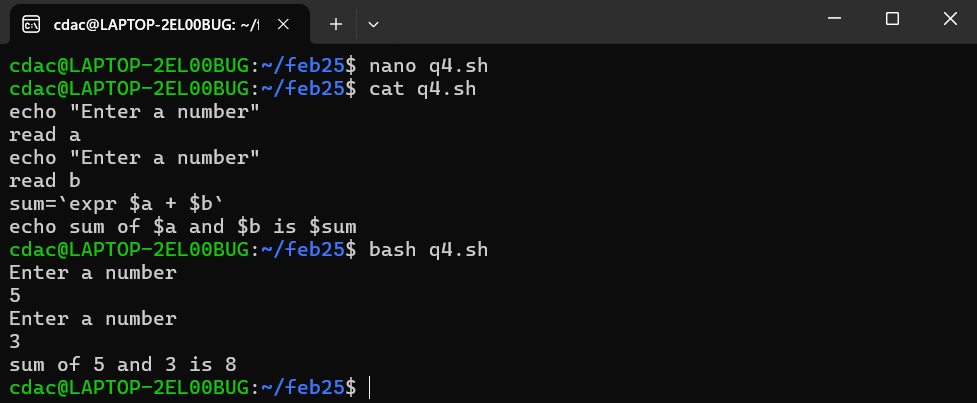 cdac@LAPTOP-2EL00BUG: ~/f
cdac@LAPTOP-2EL00BUG:~/feb25$ nano q4.sh
cdac@LAPTOP-2EL00BUG:~/feb25$ cat q4.sh
echo "Enter a number"
read a
echo "Enter a number"
read b
sum=`expr $a + $b`
echo sum of $a and $b is $sum
cdac@LAPTOP-2EL00BUG:~/feb25$ bash q4.sh
Enter a number
5
Enter a number
3
sum of 5 and 3 is 8
cdac@LAPTOP-2EL00BUG:~/feb25$